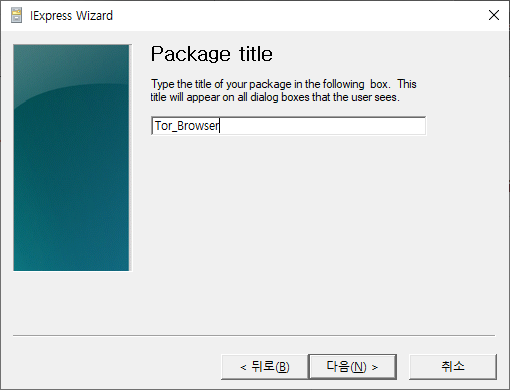 IExpress Wizard
Package title
Type the title of your package in the following box. This
title will appear on all dialog boxes that the user sees.
Tor_Browser
< 뒤로(B)
다음(N) >
취소